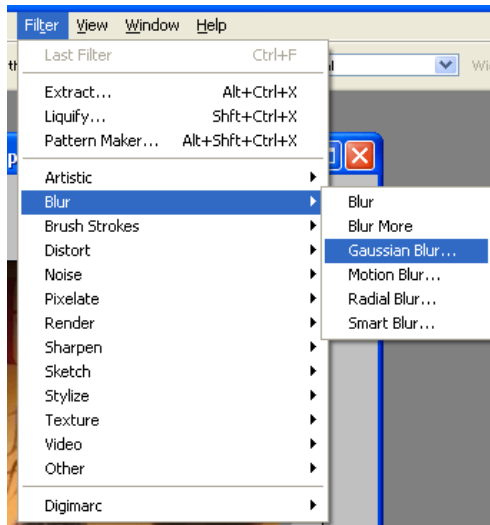 Filter View Window Help
Last Filter Ctrl+F
Extract... Alt+Ctrl+X
Liquify... Shft+Ctrl+X
Pattern Maker... Alt+Shft+Ctrl+X
Artistic
Blur
Brush Strokes
Distort
Noise
Pixelate
Render
Sharpen
Sketch
Stylize
Texture
Video
Other
Digimarc
Blur
Blur More
Gaussian Blur...
Motion Blur...
Radial Blur...
Smart Blur...